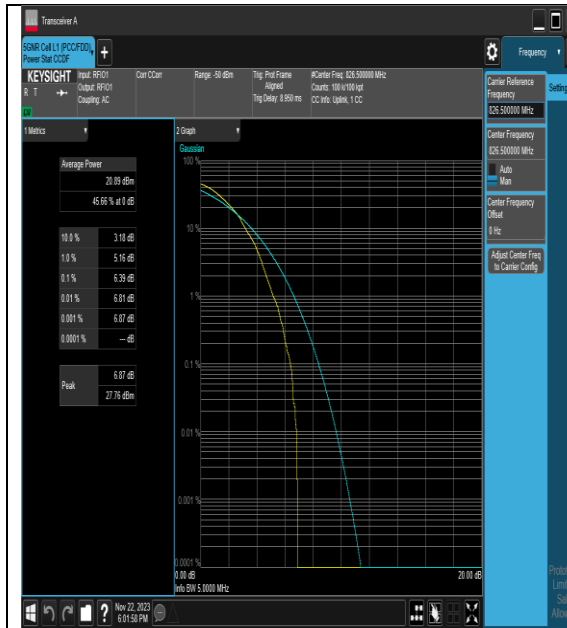 Transceiver A
5GNR Cell L1 (PCC/FDD),
Power Stat CCDF
+
Frequency
KEYSIGHT
R T
LV
Input: RFIO1
Output: RFIO1
Coupling: AC
Corr CCorr
Range: -50 dBm
Trig: Prot Frame
Aligned
Trig Delay: 8.950 ms
#Center Freq: 826.500000 MHz
Counts: 100 k/100 kpt
CC Info: Uplink, 1 CC
Carrier Reference
Frequency
826.500000 MHz
Setting
Center Frequency
826.500000 MHz
Auto
Man
Center Frequency
Offset
0 Hz
Adjust Center Freq
to Carrier Config
1 Metrics
Average Power
20.89 dBm
45.66 % at 0 dB
10.0 % 3.18 dB
1.0 % 5.16 dB
0.1 % 6.39 dB
0.01 % 6.81 dB
0.001 % 6.87 dB
0.0001 % --- dB
Peak
6.87 dB
27.76 dBm
2 Graph
Gaussian
100 %
10 %
1 %
0.1 %
0.01 %
0.001 %
0.0001 %
0.00 dB
20.00 dB
Info BW 5.0000 MHz
Nov 22, 2023
6:01:58 PM
?
Limi
Allow